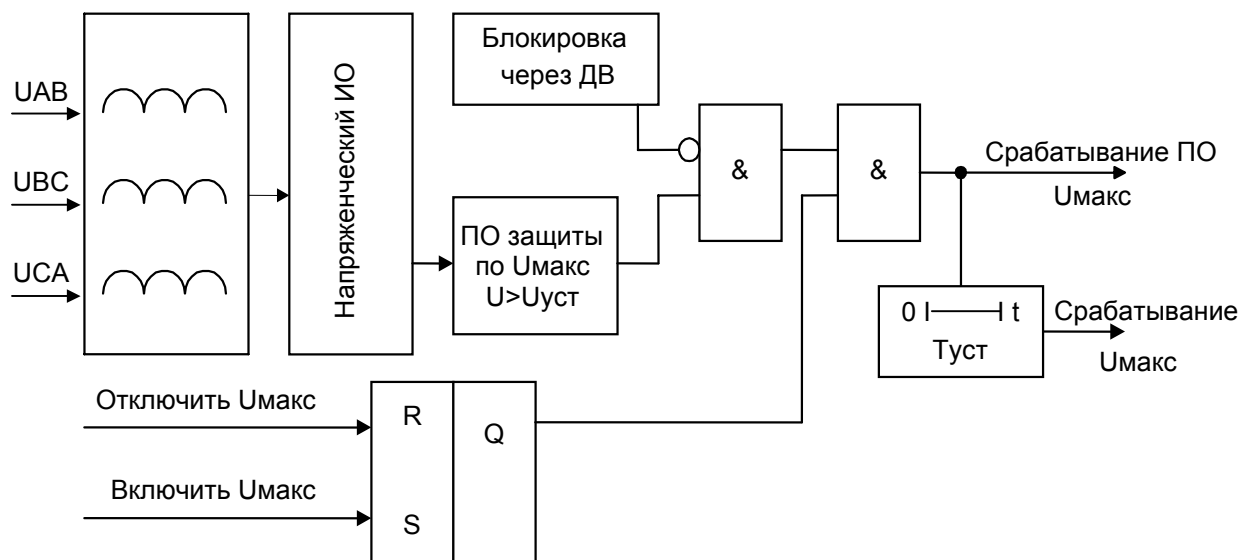 UAB
UBC
UCA
Напряженческий ИО
Блокировка
через ДВ
ПО защиты
по Uмакс
U>Uуст
&
&
Срабатывание ПО
Uмакс
0 t
Туст
Срабатывание
Uмакс
Отключить Uмакс
Включить Uмакс
R
S
Q